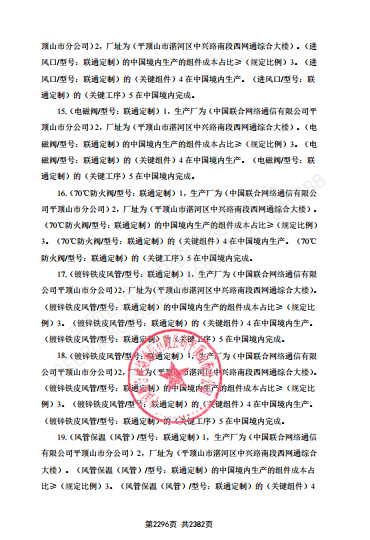 顶山市分公司）2，厂址为（平顶山市湛河区中兴路南段西网通综合大楼）。（进
风口/型号：联通定制）的中国境内生产的组件成本占比≥（规定比例）3。（进
风口/型号：联通定制）的（关键组件）4 在中国境内生产。（进风口/型号：联
通定制）的（关键工序）5 在中国境内完成。
15.（电磁阀/型号：联通定制）1，生产厂为（中国联合网络通信有限公司平
顶山市分公司）2，厂址为（平顶山市湛河区中兴路南段西网通综合大楼）。（电
磁阀/型号：联通定制）的中国境内生产的组件成本占比≥（规定比例）3。（电
磁阀/型号：联通定制）的（关键组件）4 在中国境内生产。（电磁阀/型号：联
通定制）的（关键工序）5 在中国境内完成。
16.（70℃防火阀/型号：联通定制）1，生产厂为（中国联合网络通信有限公
司平顶山市分公司）2，厂址为（平顶山市湛河区中兴路南段西网通综合大楼）。
（70℃防火阀/型号：联通定制）的中国境内生产的组件成本占比≥（规定比例）
3。（70℃防火阀/型号：联通定制）的（关键组件）4 在中国境内生产。（70℃
防火阀/型号：联通定制）的（关键工序）5 在中国境内完成。
17.（镀锌铁皮风管/型号：联通定制）1，生产厂为（中国联合网络通信有限
公司平顶山市分公司）2，厂址为（平顶山市湛河区中兴路南段西网通综合大楼）。
（镀锌铁皮风管/型号：联通定制）的中国境内生产的组件成本占比≥（规定比
例）3。（镀锌铁皮风管/型号：联通定制）的（关键组件）4 在中国境内生产。
（镀锌铁皮风管/型号：联通定制）的（关键工序）5 在中国境内完成。
18.（镀锌铁皮风管/型号：联通定制）1，生产厂为（中国联合网络通信有限
公司平顶山市分公司）2，厂址为（平顶山市湛河区中兴路南段西网通综合大楼）。
（镀锌铁皮风管/型号：联通定制）的中国境内生产的组件成本占比≥（规定比
例）3。（镀锌铁皮风管/型号：联通定制）的（关键组件）4 在中国境内生产。
（镀锌铁皮风管/型号：联通定制）的（关键工序）5 在中国境内完成。
19.（风管保温（风管）/型号：联通定制）1，生产厂为（中国联合网络通信
有限公司平顶山市分公司）2，厂址为（平顶山市湛河区中兴路南段西网通综合大
楼）。（风管保温（风管）/型号：联通定制）的中国境内生产的组件成本占
比≥（规定比例）3。（风管保温（风管）/型号：联通定制）的（关键组件）4
第2296页 共2382页